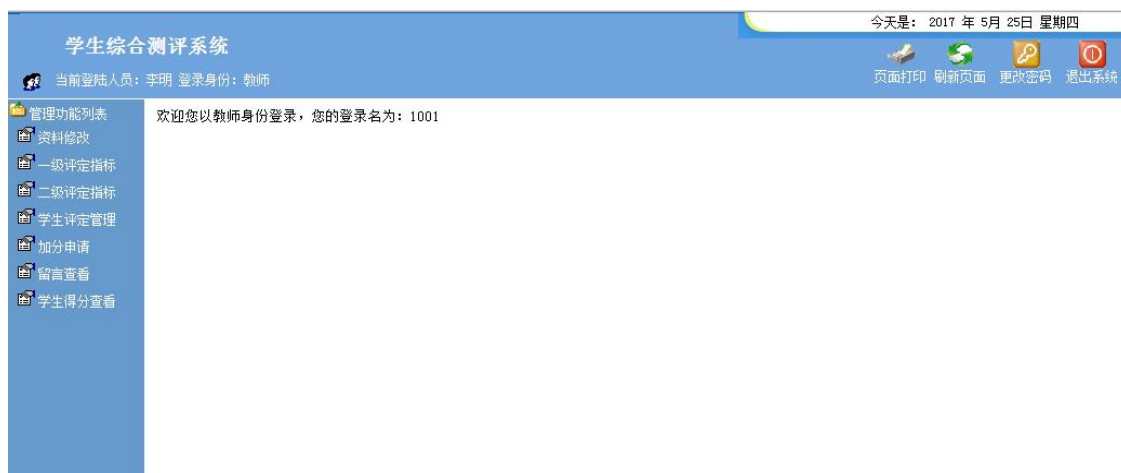 今天是: 2017 年 5月 25日 星期四
学生综合测评系统
页面打印 刷新页面 更改密码 退出系统
当前登陆人员: 李明 登录身份: 教师
管理功能列表
欢迎您以教师身份登录，您的登录名为: 1001
资料修改
一级评定指标
二级评定指标
学生评定管理
加分申请
留言查看
学生得分查看